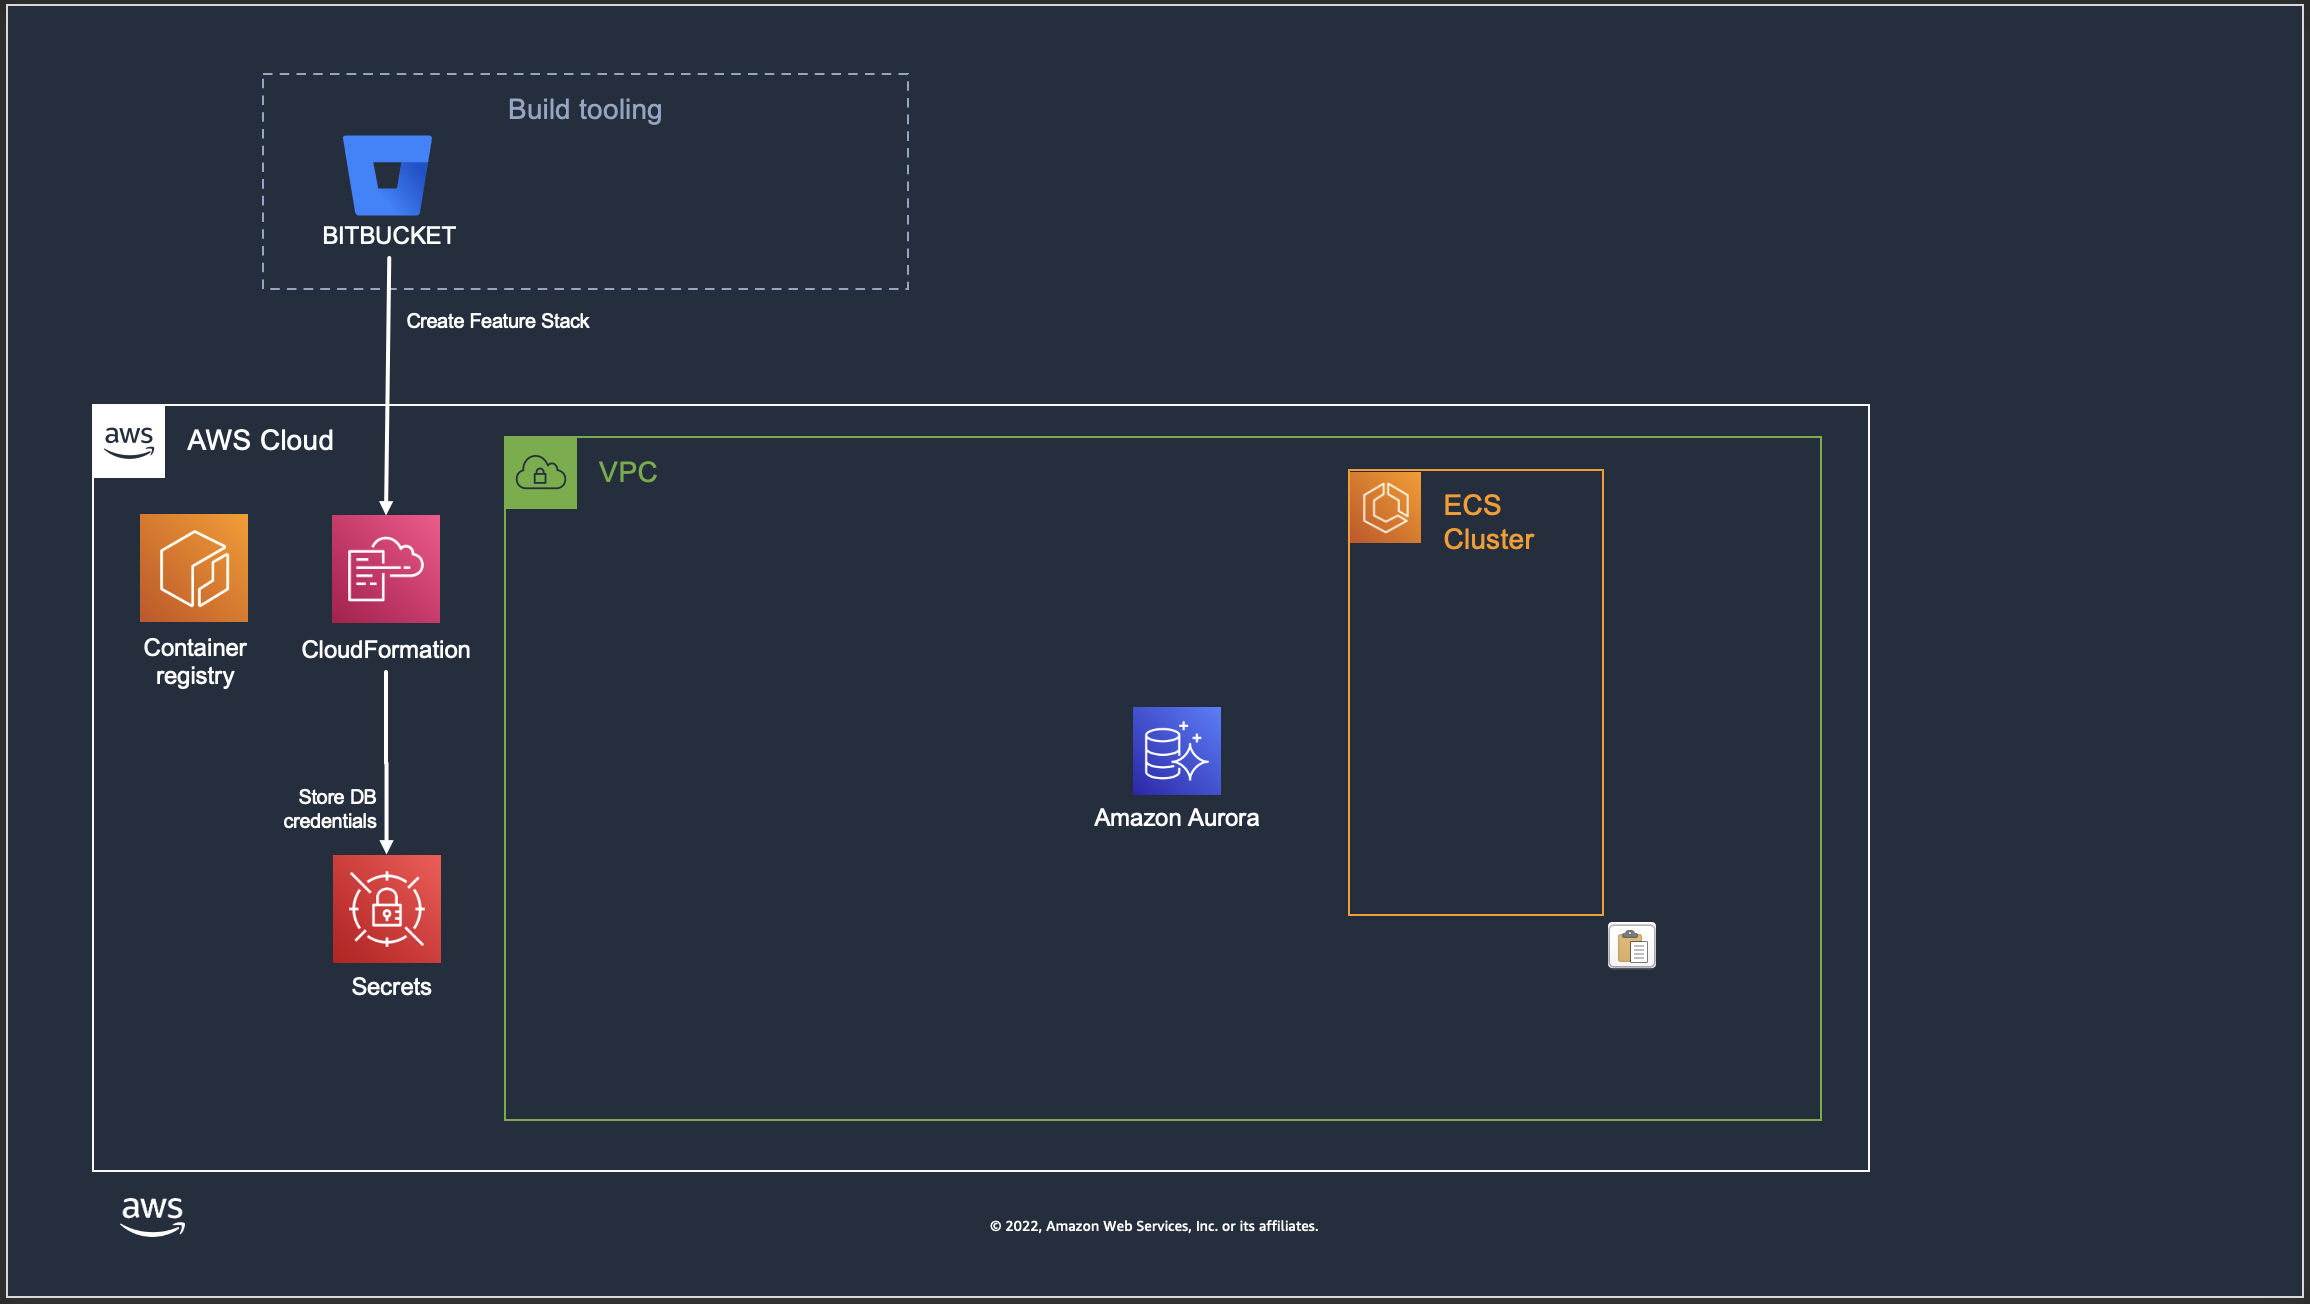 Build tooling
BITBUCKET
Create Feature Stack
aws
AWS Cloud
VPC
ECS
Cluster
Container
registry
CloudFormation
Amazon Aurora
Store DB
credentials
Secrets
aws
© 2022, Amazon Web Services, Inc. or its affiliates.